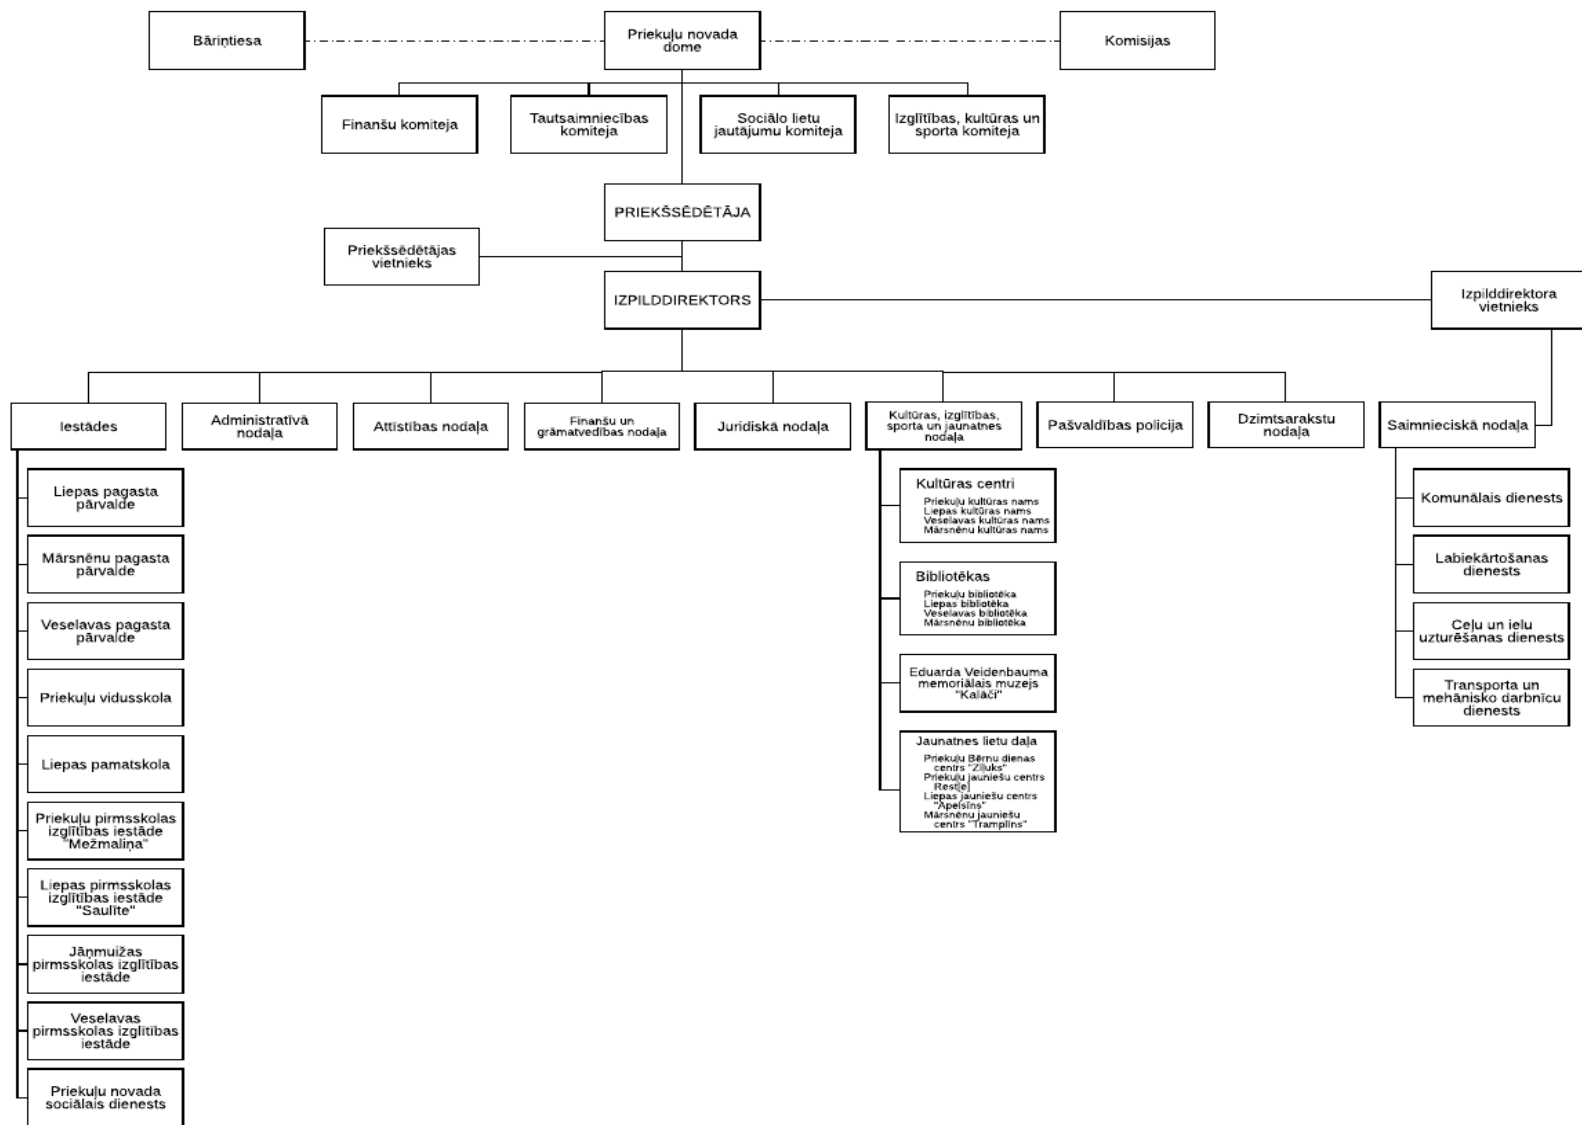 Bāriņtiesa
Priekuļu novada
dome
Komisijas
Finanšu komiteja
Tautsaimniecības
komiteja
Sociālo lietu
jautājumu komiteja
Izglītības, kultūras un
sporta komiteja
PRIEKŠSĒDĒTĀJA
Priekšsēdētājas
vietnieks
IZPILDDIREKTORS
Izpilddirektora
vietnieks
Iestādes
Administratīvā
nodaļa
Attīstības nodaļa
Finanšu un
grāmatvedības nodaļa
Juridiskā nodaļa
Kultūras, izglītības,
sporta un jaunatnes
nodaļa
Pašvaldības policija
Dzimtsarakstu
nodaļa
Saimnieciskā nodaļa
Liepas pagasta
pārvalde
Mārsnēnu pagasta
pārvalde
Veselavas pagasta
pārvalde
Priekuļu vidusskola
Liepas pamatskola
Priekuļu pirmsskolas
izglītības iestāde
"Mežmaliņa"
Liepas pirmsskolas
izglītības iestāde
"Saulīte"
Jāņmuižas
pirmsskolas izglītības
iestāde
Veselavas
pirmsskolas izglītības
iestāde
Priekuļu novada
sociālais dienests
Kultūras centri
Priekuļu kultūras nams
Liepas kultūras nams
Veselavas kultūras nams
Mārsnēnu kultūras nams
Bibliotēkas
Priekuļu bibliotēka
Liepas bibliotēka
Veselavas bibliotēka
Mārsnēnu bibliotēka
Eduarda Veidenbauma
memoriālais muzejs
"Kalāči"
Jaunatnes lietu daļa
Priekuļu Bērnu dienas
centrs "Zīļuks"
Priekuļu jauniešu centrs
Rest[e]
Liepas jauniešu centrs
"Apelsīns"
Mārsnēnu jauniešu
centrs "Tramplīns"
Komunālais dienests
Labiekārtošanas
dienests
Ceļu un ielu
uzturēšanas dienests
Transporta un
mehānisko darbnīcu
dienests